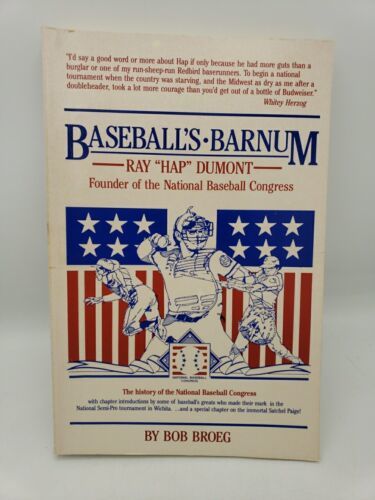 "I'd say a good word or more about Hap if only because he had more guts than a
burglar or one of my run-sheep-run Redbird baserunners. To begin a national
tournament when the country was starving, and the Midwest as dry as me after a
doubleheader, took a lot more courage than you'd get out of a bottle of Budweiser."
Whitey Herzog
BASEBALL'S•BARNUM
RAY "HAP" DUMONT
Founder of the National Baseball Congress
NATIONAL BASEBALL
CONGRESS
The history of the National Baseball Congress
with chapter introductions by some of baseball's greats who made their mark in the
National Semi-Pro tournament in Wichita. ...and a special chapter on the immortal Satchel Paige!
BY BOB BROEG